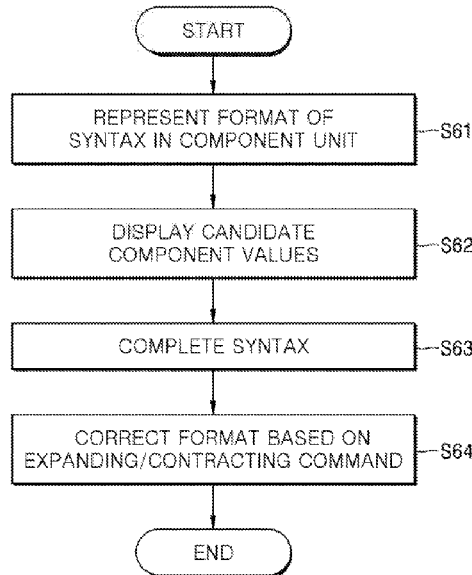 START
REPRESENT FORMAT OF
SYNTAX IN COMPONENT UNIT
S61
DISPLAY CANDIDATE
COMPONENT VALUES
S62
COMPLETE SYNTAX
S63
CORRECT FORMAT BASED ON
EXPANDING/CONTRACTING COMMAND
S64
END